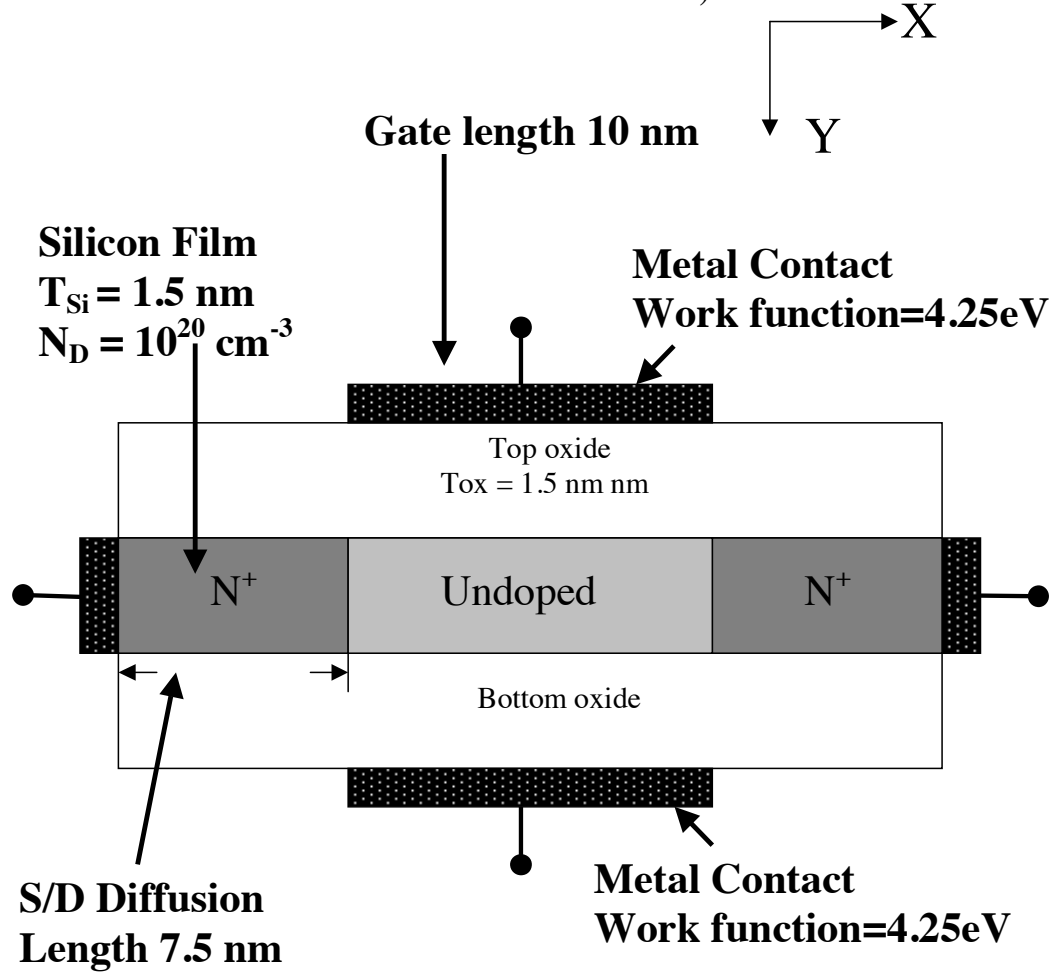 X
Y
Gate length 10 nm
Silicon Film
T_Si = 1.5 nm
N_D = 10^20 cm^-3
Metal Contact
Work function=4.25eV
Top oxide
Tox = 1.5 nm nm
N^+
Undoped
N^+
Bottom oxide
S/D Diffusion
Length 7.5 nm
Metal Contact
Work function=4.25eV